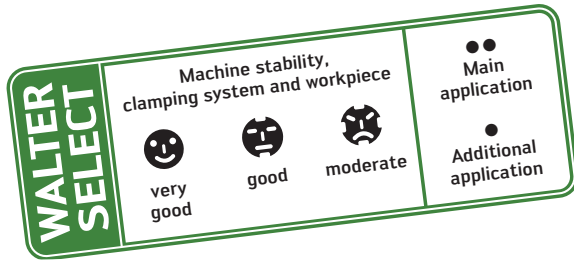 WALTER
SELECT
Machine stability,
clamping system and workpiece
very
good
good
moderate
Main
application
Additional
application